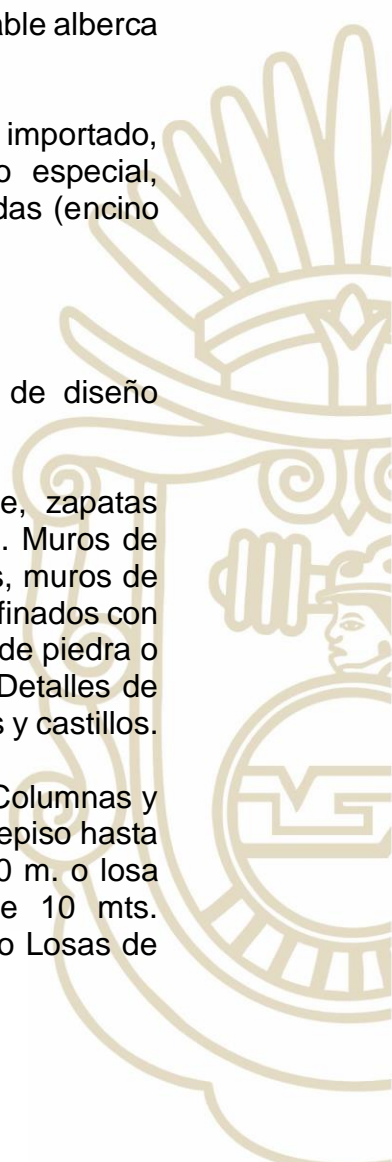 able alberca
importado,
o especial,
das (encino
de diseño
e, zapatas
. Muros de
s, muros de
finados con
de piedra o
Detalles de
s y castillos.
Columnas y
episo hasta
0 m. o losa
e 10 mts.
o Losas de